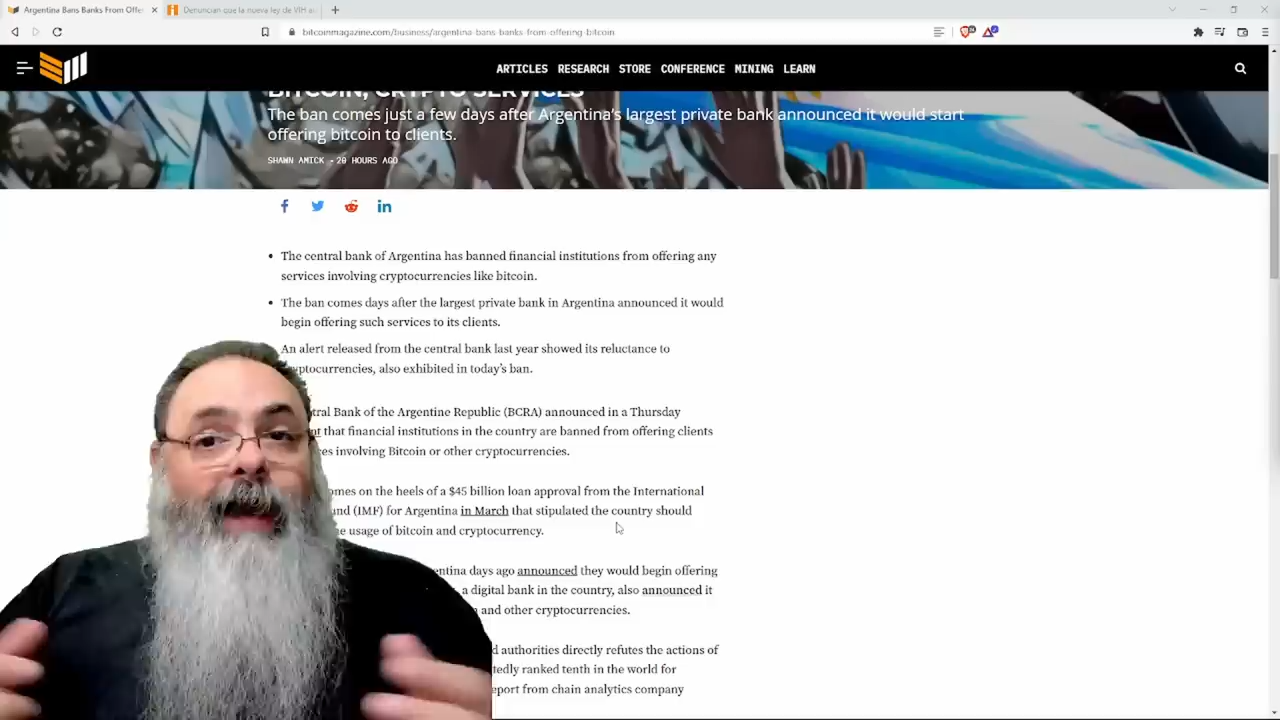 Argentina Bans Banks From Offe
Denuncian que la nueva ley de VIH au
bitcoinmagazine.com/business/argentina-bans-banks-from-offering-bitcoin
ARTICLES RESEARCH STORE CONFERENCE MINING LEARN
BITCOIN, CRYPTO SERVICES
The ban comes just a few days after Argentina's largest private bank announced it would start
offering bitcoin to clients.
SHAWN AMICK • 20 HOURS AGO
• The central bank of Argentina has banned financial institutions from offering any
services involving cryptocurrencies like bitcoin.
• The ban comes days after the largest private bank in Argentina announced it would
begin offering such services to its clients.
An alert released from the central bank last year showed its reluctance to
ptocurrencies, also exhibited in today's ban.
tral Bank of the Argentine Republic (BCRA) announced in a Thursday
nt that financial institutions in the country are banned from offering clients
es involving Bitcoin or other cryptocurrencies.
omes on the heels of a $45 billion loan approval from the International
und (IMF) for Argentina in March that stipulated the country should
e usage of bitcoin and cryptocurrency.
entina days ago announced they would begin offering
a digital bank in the country, also announced it
and other cryptocurrencies.
d authorities directly refutes the actions of
tedly ranked tenth in the world for
eport from chain analytics company